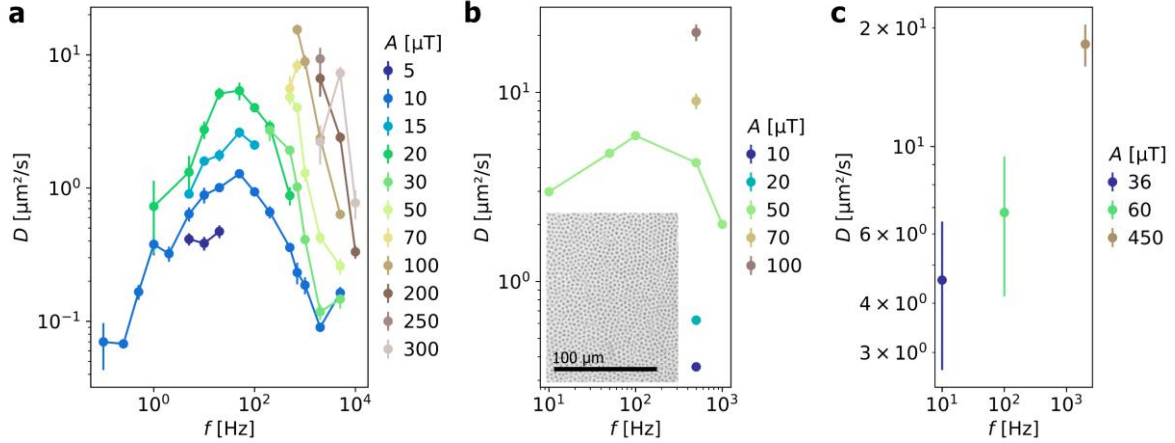 a
A [µT]
5
10
15
20
30
50
70
100
200
250
300
10¹
10⁰
10⁻¹
D [µm²/s]
10⁰
10²
10⁴
f [Hz]
b
A [µT]
10
20
50
70
100
10¹
10⁰
D [µm²/s]
100 µm
10¹
10²
10³
f [Hz]
c
A [µT]
36
60
450
2 × 10¹
10¹
6 × 10⁰
4 × 10⁰
3 × 10⁰
D [µm²/s]
10¹
10²
10³
f [Hz]